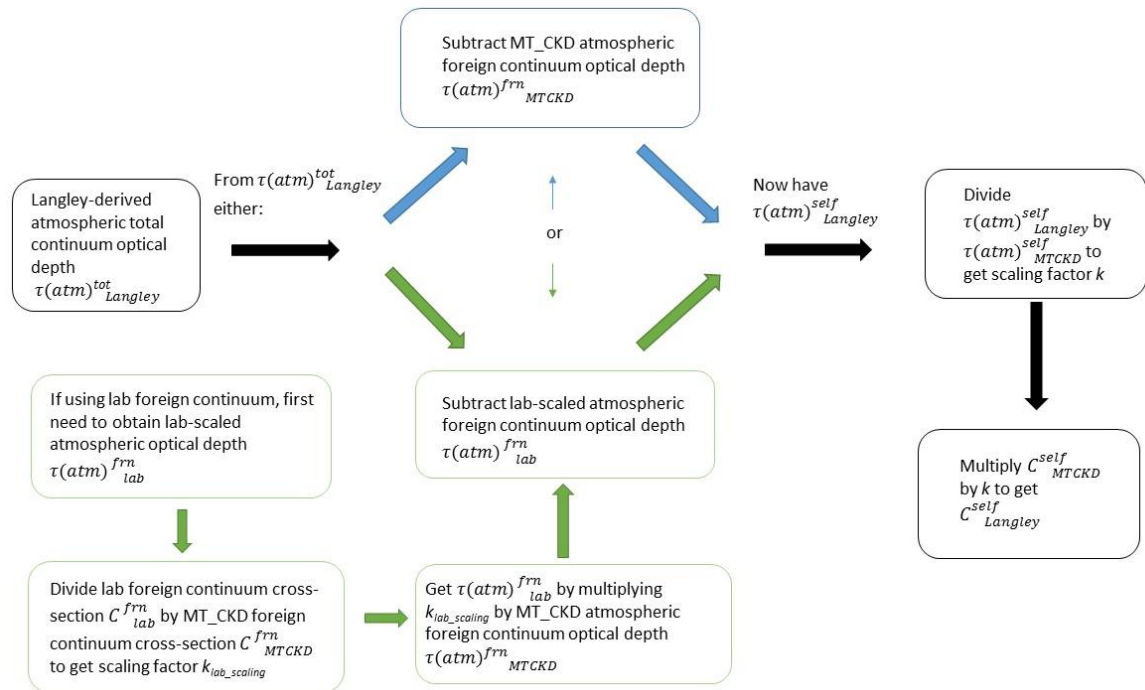 Subtract MT_CKD atmospheric
foreign continuum optical depth
τ(atm)^frn_MTCKD
Langley-derived
atmospheric total
continuum optical
depth
τ(atm)^tot_Langley
From τ(atm)^tot_Langley
either:
or
Now have
τ(atm)^self_Langley
Divide
τ(atm)^self_Langley by
τ(atm)^self_MTCKD to
get scaling factor k
If using lab foreign continuum, first
need to obtain lab-scaled
atmospheric optical depth
τ(atm)^frn_lab
Subtract lab-scaled atmospheric
foreign continuum optical depth
τ(atm)^frn_lab
Multiply C^self_MTCKD
by k to get
C^self_Langley
Divide lab foreign continuum cross-
section C^frn_lab by MT_CKD foreign
continuum cross-section C^frn_MTCKD
to get scaling factor k_lab_scaling
Get τ(atm)^frn_lab by multiplying
k_lab_scaling by MT_CKD atmospheric
foreign continuum optical depth
τ(atm)^frn_MTCKD